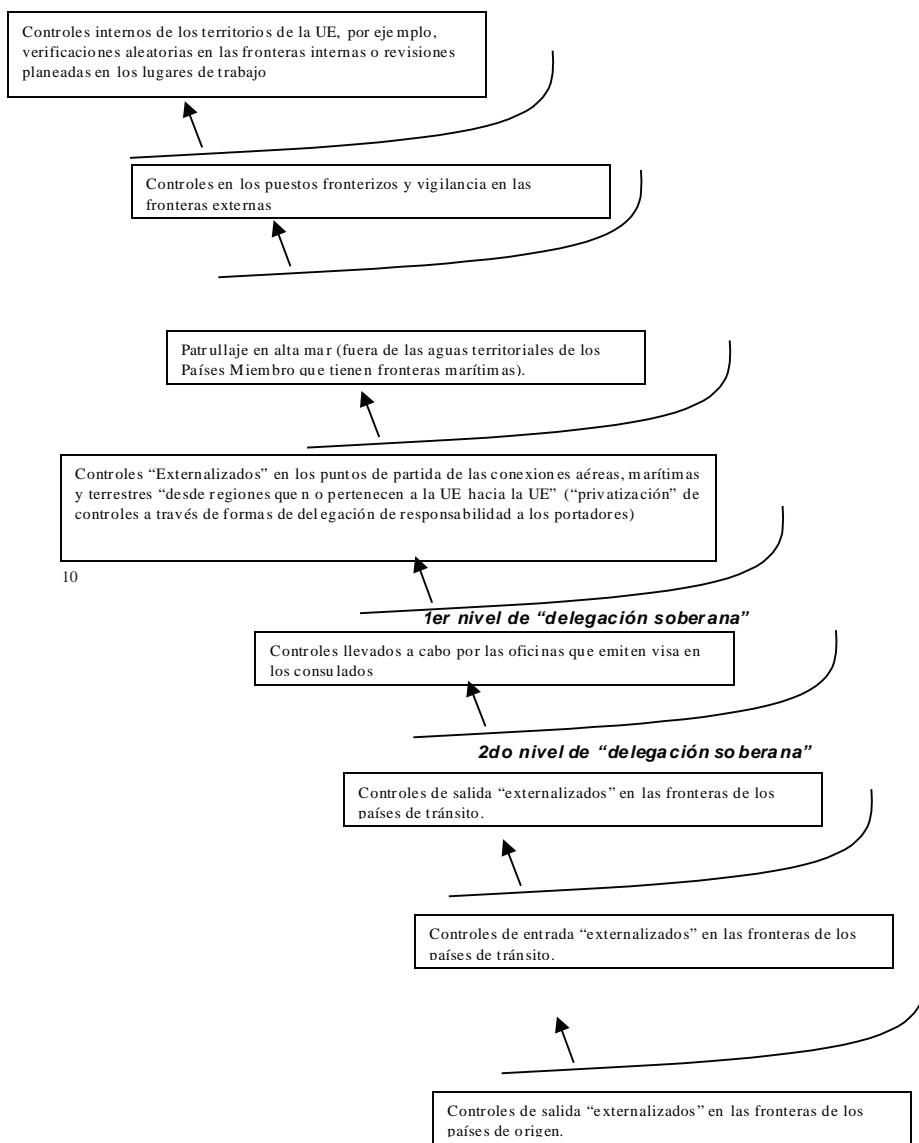 Controles internos de los territorios de la UE, por ejemplo,
verificaciones aleatorias en las fronteras internas o revisiones
planeadas en los lugares de trabajo
Controles en los puestos fronterizos y vigilancia en las
fronteras externas
Patrullaje en alta mar (fuera de las aguas territoriales de los
Países Miembro que tienen fronteras marítimas).
Controles “Externalizados” en los puntos de partida de las conexiones aéreas, marítimas
y terrestres “desde regiones que no pertenecen a la UE hacia la UE” (“privatización” de
controles a través de formas de delegación de responsabilidad a los portadores)
10
1er nivel de “delegación soberana”
Controles llevados a cabo por las oficinas que emiten visa en
los consulados
2do nivel de “delegación soberana”
Controles de salida “externalizados” en las fronteras de los
países de tránsito.
Controles de entrada “externalizados” en las fronteras de los
países de tránsito.
Controles de salida “externalizados” en las fronteras de los
países de origen.